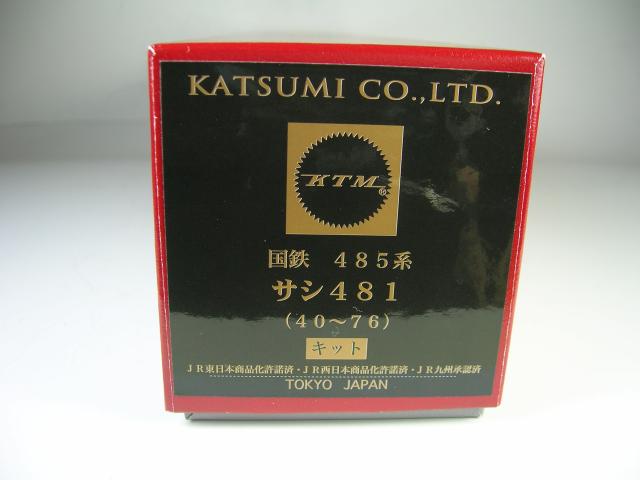 KATSUMI CO.,LTD.
KTM®
国鉄　４８５系
サシ４８１
（４０～７６）
キット
ＪＲ東日本商品化許諾済・ＪＲ西日本商品化許諾済・ＪＲ九州承認済
TOKYO JAPAN